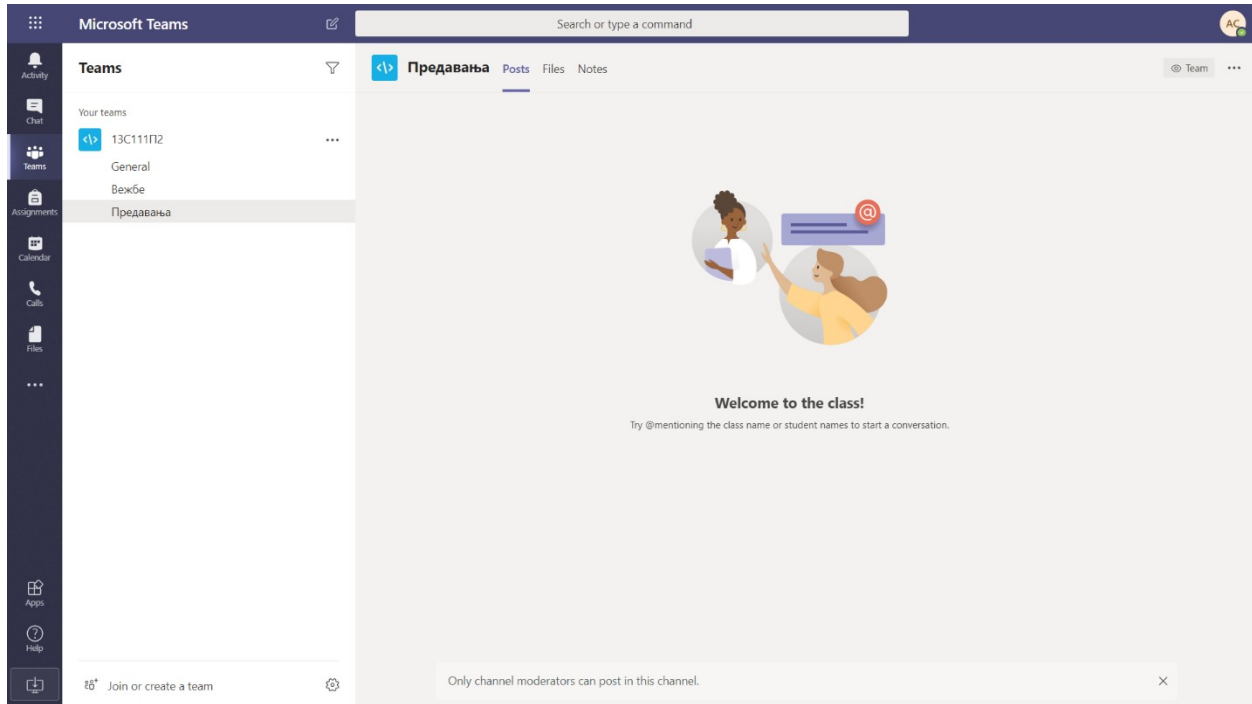 Microsoft Teams
Search or type a command
AC
Activity
Chat
Teams
Assignments
Calendar
Calls
Files
Apps
Help
Teams
Your teams
13С111П2
General
Вежбе
Предавања
Join or create a team
Предавања Posts Files Notes
Team
@
Welcome to the class!
Try @mentioning the class name or student names to start a conversation.
Only channel moderators can post in this channel.